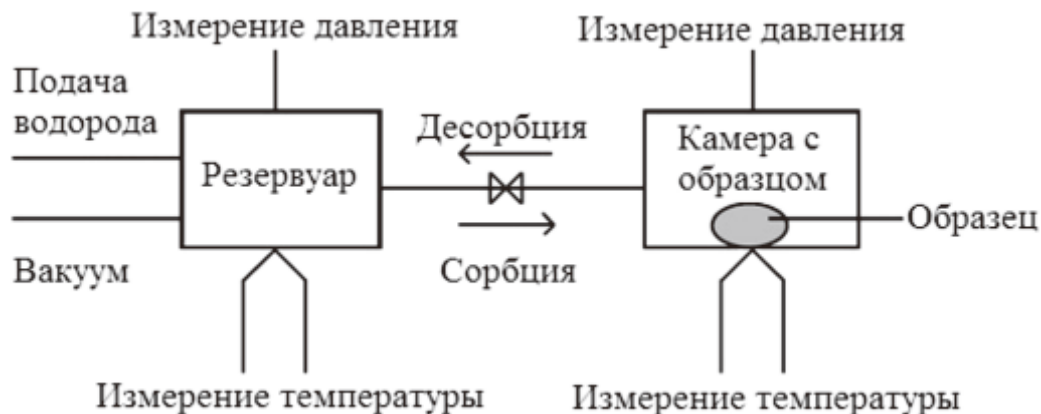 Измерение давления
Измерение давления
Подача
водорода
Десорбция
Камера с
образцом
Резервуар
Образец
Вакуум
Сорбция
Измерение температуры
Измерение температуры